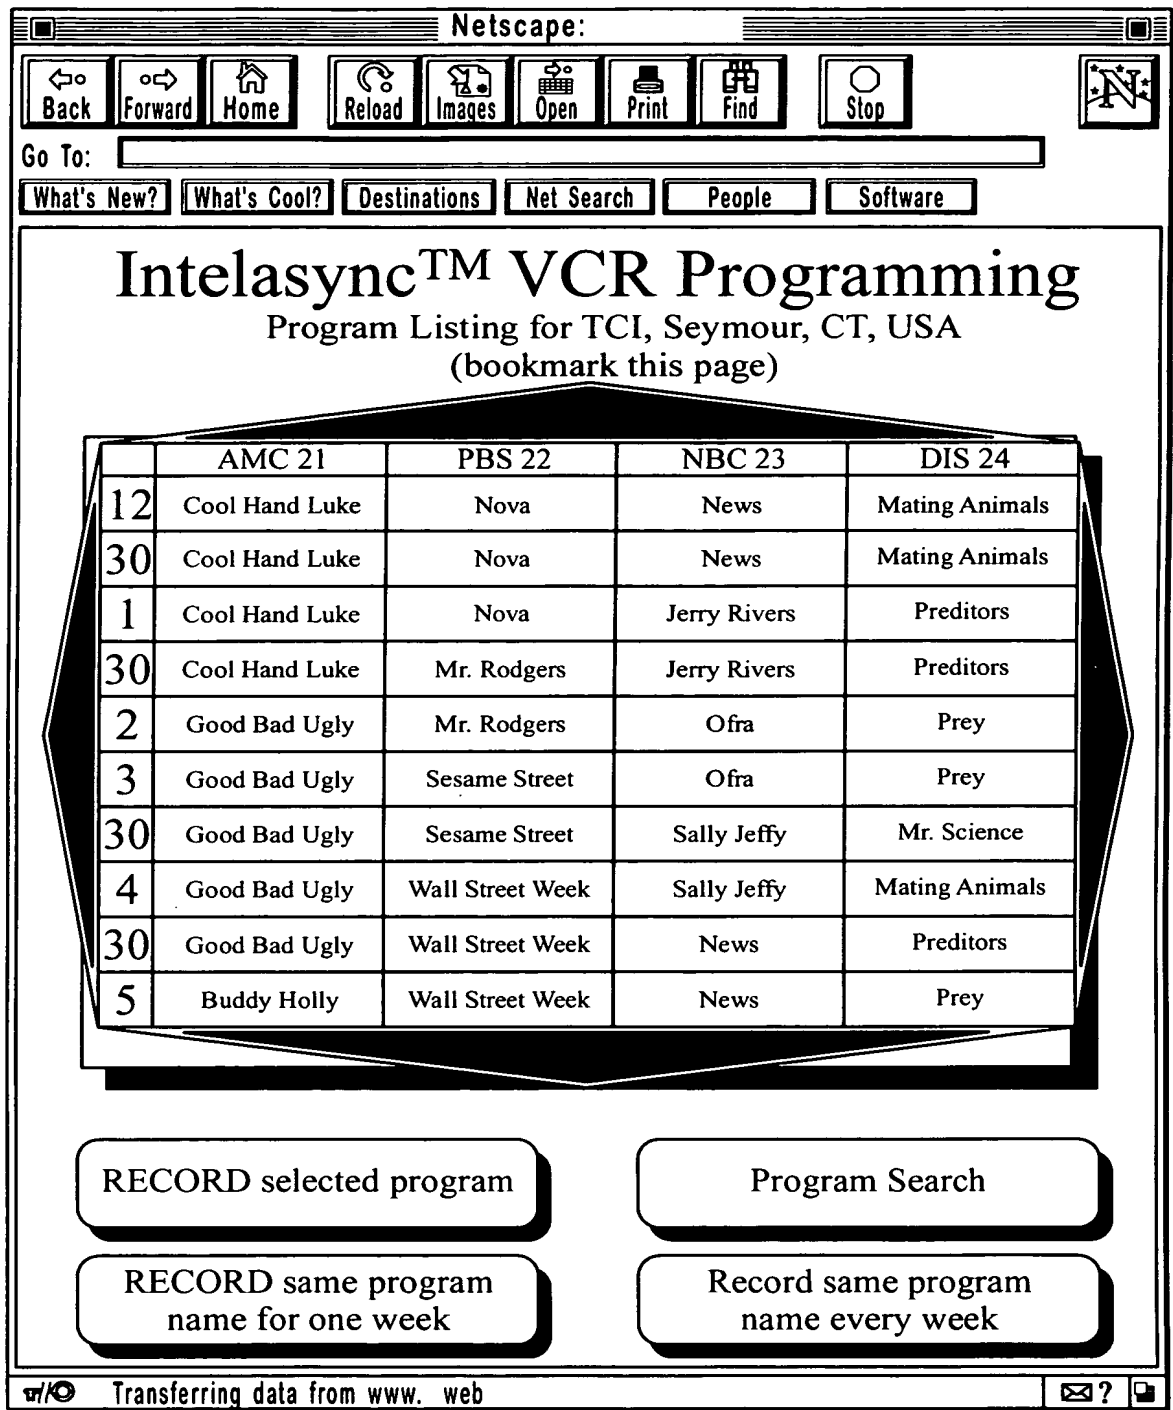 Netscape:
Back Forward Home Reload Images Open Print Find Stop N
Go To:
What's New? What's Cool? Destinations Net Search People Software
Intelasync™ VCR Programming
Program Listing for TCI, Seymour, CT, USA
(bookmark this page)
AMC 21 PBS 22 NBC 23 DIS 24
12 Cool Hand Luke Nova News Mating Animals
30 Cool Hand Luke Nova News Mating Animals
1 Cool Hand Luke Nova Jerry Rivers Preditors
30 Cool Hand Luke Mr. Rodgers Jerry Rivers Preditors
2 Good Bad Ugly Mr. Rodgers Ofra Prey
3 Good Bad Ugly Sesame Street Ofra Prey
30 Good Bad Ugly Sesame Street Sally Jeffy Mr. Science
4 Good Bad Ugly Wall Street Week Sally Jeffy Mating Animals
30 Good Bad Ugly Wall Street Week News Preditors
5 Buddy Holly Wall Street Week News Prey
RECORD selected program
Program Search
RECORD same program
name for one week
Record same program
name every week
Transferring data from www. web ?